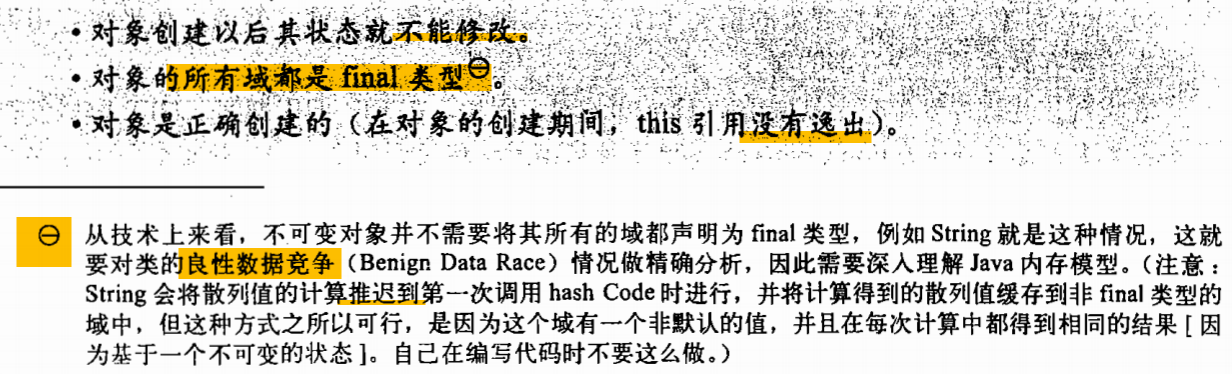 • 对象创建以后其状态就不能修改。
• 对象的所有域都是 final 类型⊖。
• 对象是正确创建的（在对象的创建期间，this 引用没有逸出）。
⊖ 从技术上来看，不可变对象并不需要将其所有的域都声明为 final 类型，例如 String 就是这种情况，这就
要对类的良性数据竞争（Benign Data Race）情况做精确分析，因此需要深入理解 Java 内存模型。（注意：
String 会将散列值的计算推迟到第一次调用 hash Code 时进行，并将计算得到的散列值缓存到非 final 类型的
域中，但这种方式之所以可行，是因为这个域有一个非默认的值，并且在每次计算中都得到相同的结果 [ 因
为基于一个不可变的状态 ]。自己在编写代码时不要这么做。）